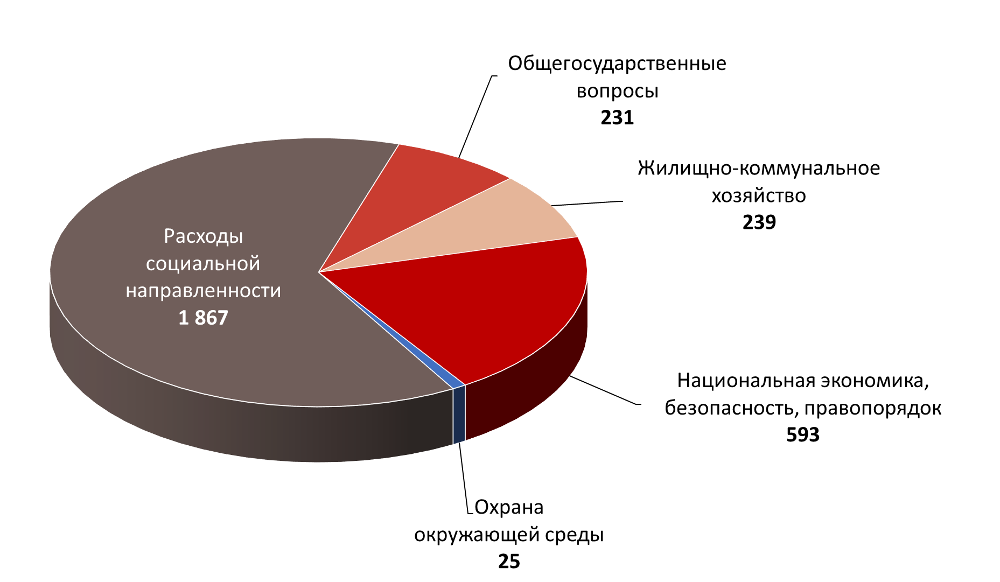 Общегосударственные
вопросы
231
Жилищно-коммунальное
хозяйство
239
Расходы
социальной
направленности
1 867
Национальная экономика,
безопасность, правопорядок
593
Охрана
окружающей среды
25